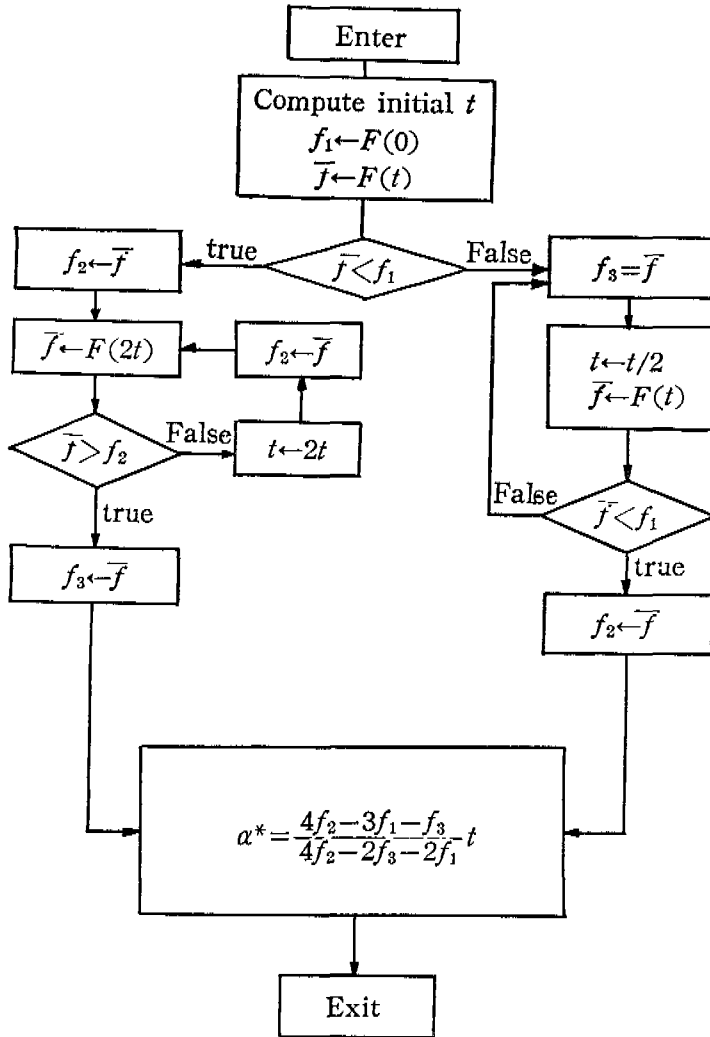 Enter
Compute initial t
f₁←F(0)
f̅←F(t)
true
f̅<f₁
False
f₂←f̅
f₃=f̅
f̅←F(2t)
f₂←f̅
t←t/2
f̅←F(t)
f̅>f₂
False
t←2t
true
False
f̅<f₁
true
f₃←f̅
f₂←f̅
α*=\frac{4f₂−3f₁−f₃}{4f₂−2f₃−2f₁}t
Exit